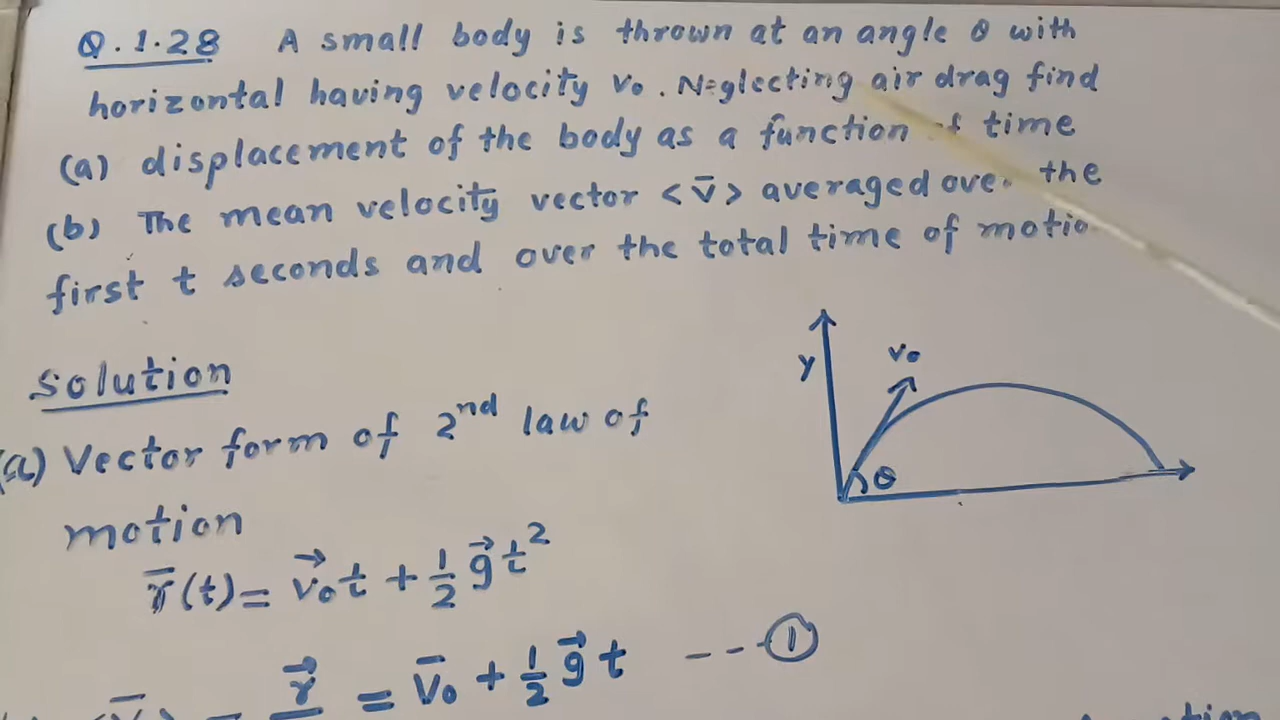 Q.1.28 A small body is thrown at an angle θ with
horizontal having velocity v₀. Neglecting air drag find
(a) displacement of the body as a function time
(b) The mean velocity vector <v̄> averaged over the
first t seconds and over the total time of motio
Solution
(a) Vector form of 2ⁿᵈ law of
motion
r̄(t) = v⃗₀t + 1/2 g⃗t²
r⃗ = v̄₀ + 1/2 g⃗t ---①
y
v₀
θ